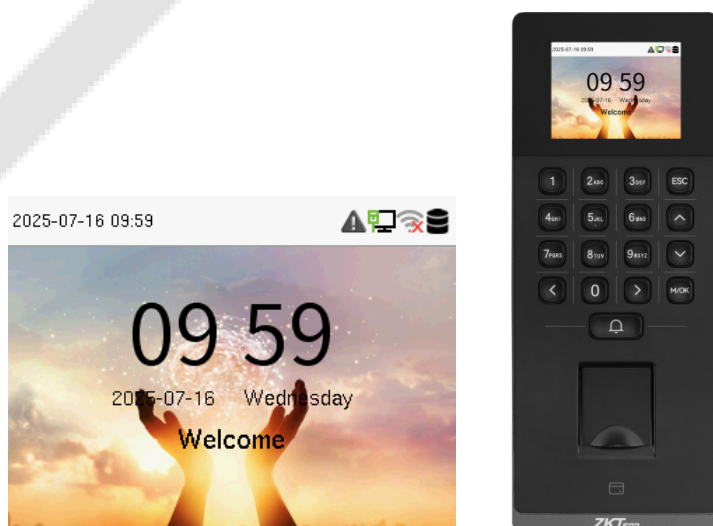 2025-07-16 09:59
09 59
2025-07-16 Wednesday
Welcome
2025-07-16 09:59
09 59
2025-07-16 Wednesday
Welcome
1 2ABC 3DEF ESC
4GHI 5JKL 6MNO
7PQRS 8TUV 9WXYZ
0 M/OK
ZKTeco